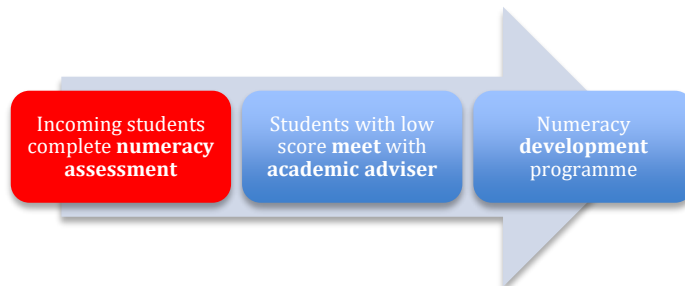 Incoming students
complete numeracy
assessment
Students with low
score meet with
academic adviser
Numeracy
development
programme